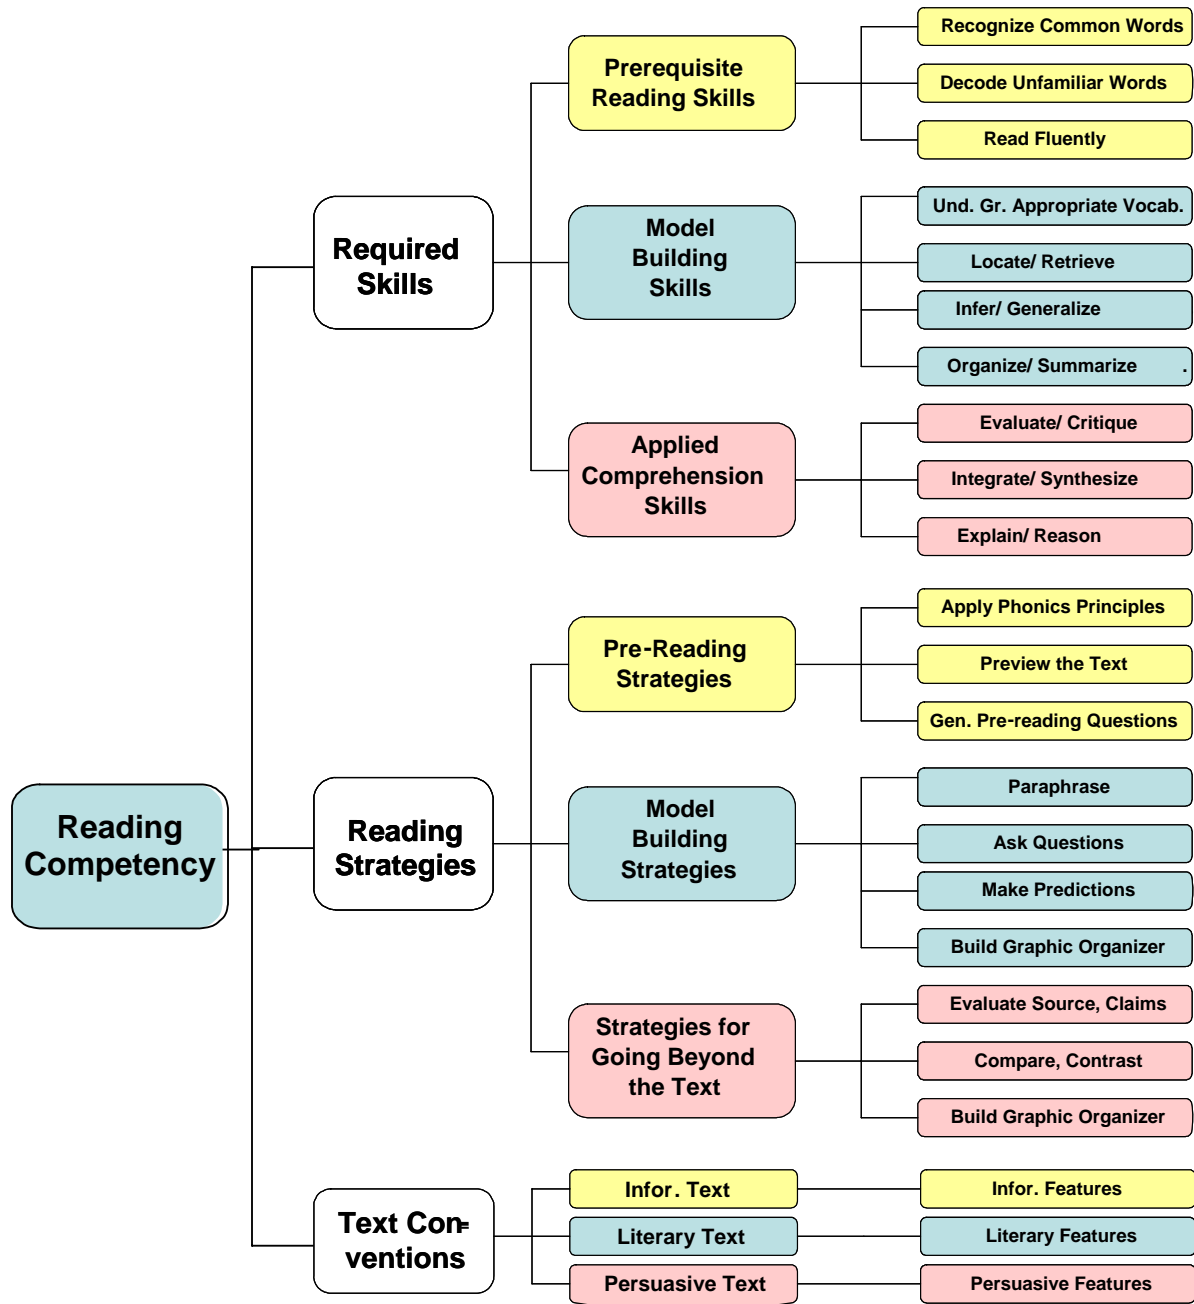 Recognize Common Words
Prerequisite
Reading Skills
Decode Unfamiliar Words
Read Fluently
Und. Gr. Appropriate Vocab.
Required
Skills
Model
Building
Skills
Locate/ Retrieve
Infer/ Generalize
Organize/ Summarize .
Applied
Comprehension
Skills
Evaluate/ Critique
Integrate/ Synthesize
Explain/ Reason
Pre-Reading
Strategies
Apply Phonics Principles
Preview the Text
Gen. Pre-reading Questions
Reading
Competency
Reading
Strategies
Model
Building
Strategies
Paraphrase
Ask Questions
Make Predictions
Build Graphic Organizer
Strategies for
Going Beyond
the Text
Evaluate Source, Claims
Compare, Contrast
Build Graphic Organizer
Text Con-
ventions
Infor. Text
Infor. Features
Literary Text
Literary Features
Persuasive Text
Persuasive Features